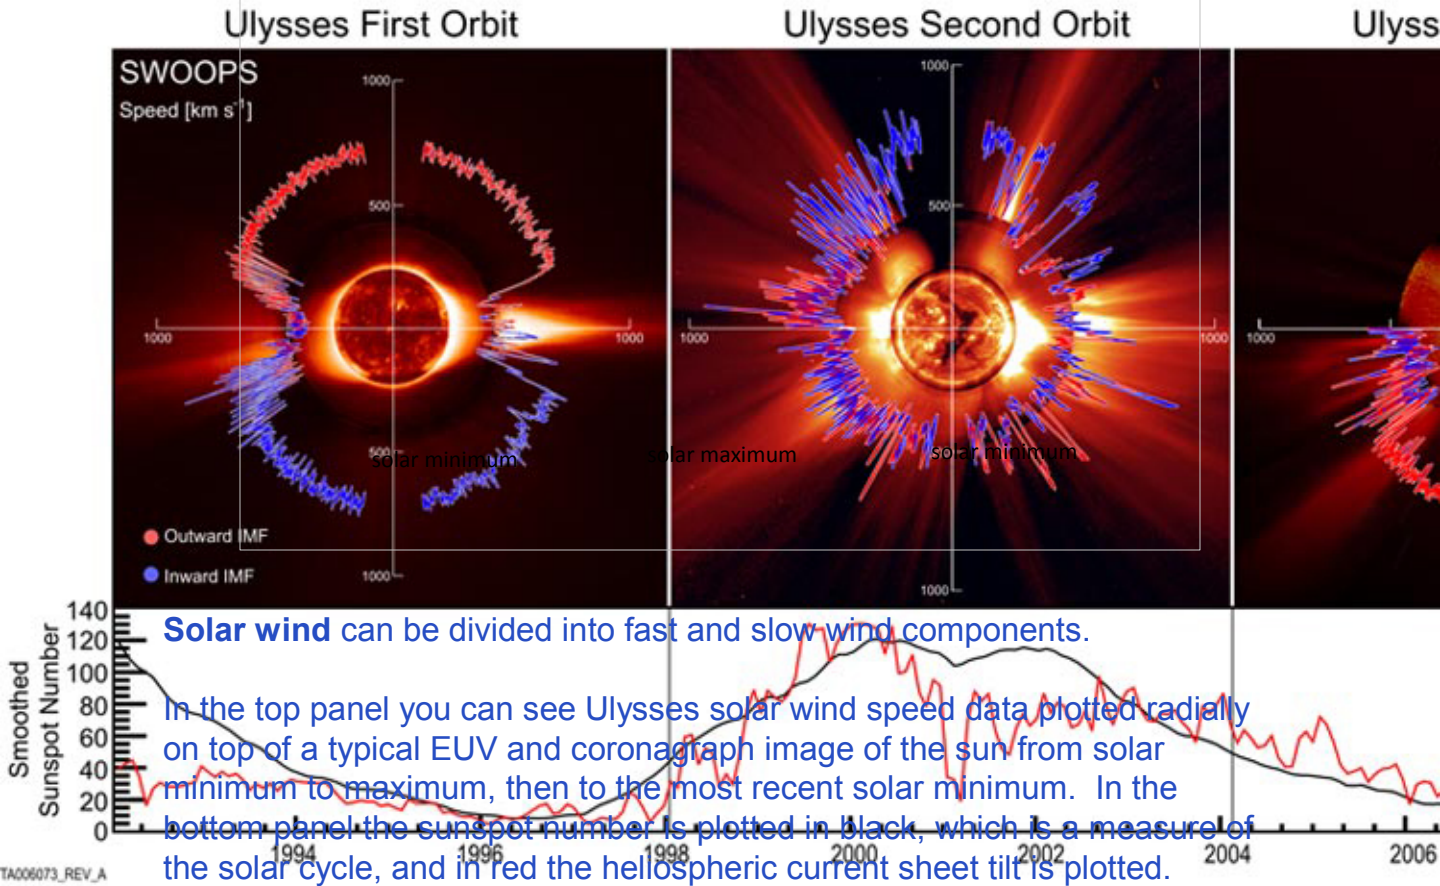 Ulysses First Orbit
Ulysses Second Orbit
Ulyss
SWOOPS
Speed [km s⁻¹]
1000
1000
500
500
1000
1000
1000
1000
1000
500
solar minimum
solar maximum
solar minimum
Outward IMF
Inward IMF
1000
1000
Smoothed
Sunspot Number
140
120
100
80
60
40
20
0
Solar wind can be divided into fast and slow wind components.
In the top panel you can see Ulysses solar wind speed data plotted radially
on top of a typical EUV and coronagraph image of the sun from solar
minimum to maximum, then to the most recent solar minimum. In the
bottom panel the sunspot number is plotted in black, which is a measure of
the solar cycle, and in red the heliospheric current sheet tilt is plotted.
1994
1996
1998
2000
2002
2004
2006
TA006073_REV_A